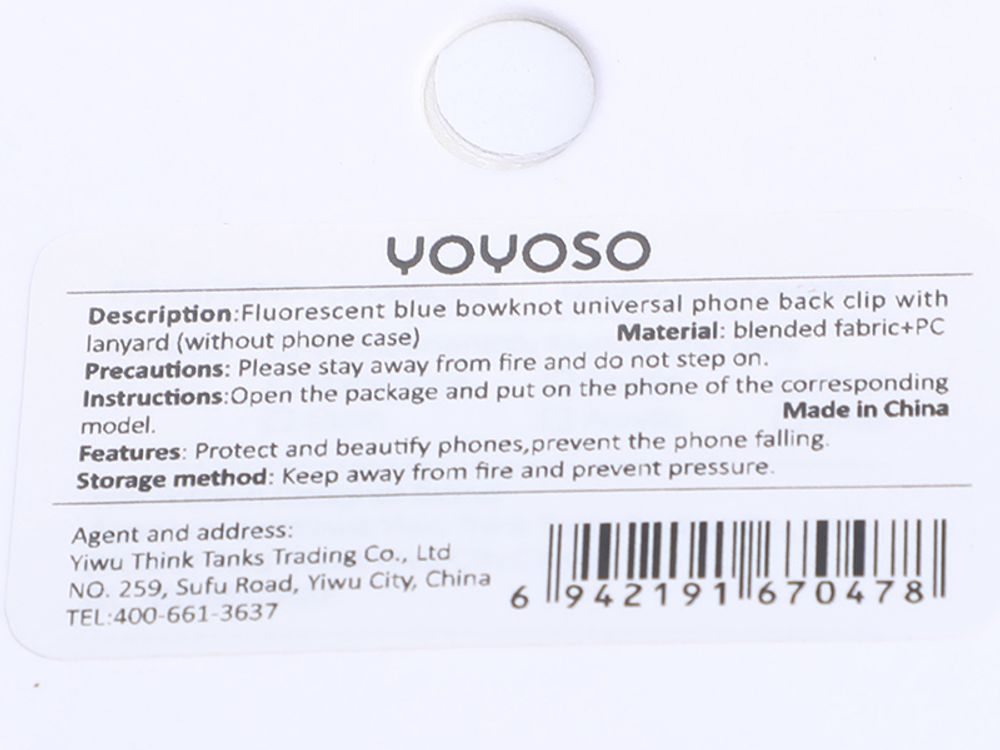 YOYOSO
Description:Fluorescent blue bowknot universal phone back clip with
lanyard (without phone case) Material: blended fabric+PC
Precautions: Please stay away from fire and do not step on.
Instructions:Open the package and put on the phone of the corresponding
model. Made in China
Features: Protect and beautify phones,prevent the phone falling.
Storage method: Keep away from fire and prevent pressure.
Agent and address:
Yiwu Think Tanks Trading Co., Ltd
NO. 259, Sufu Road, Yiwu City, China
TEL:400-661-3637
6 942191 670478